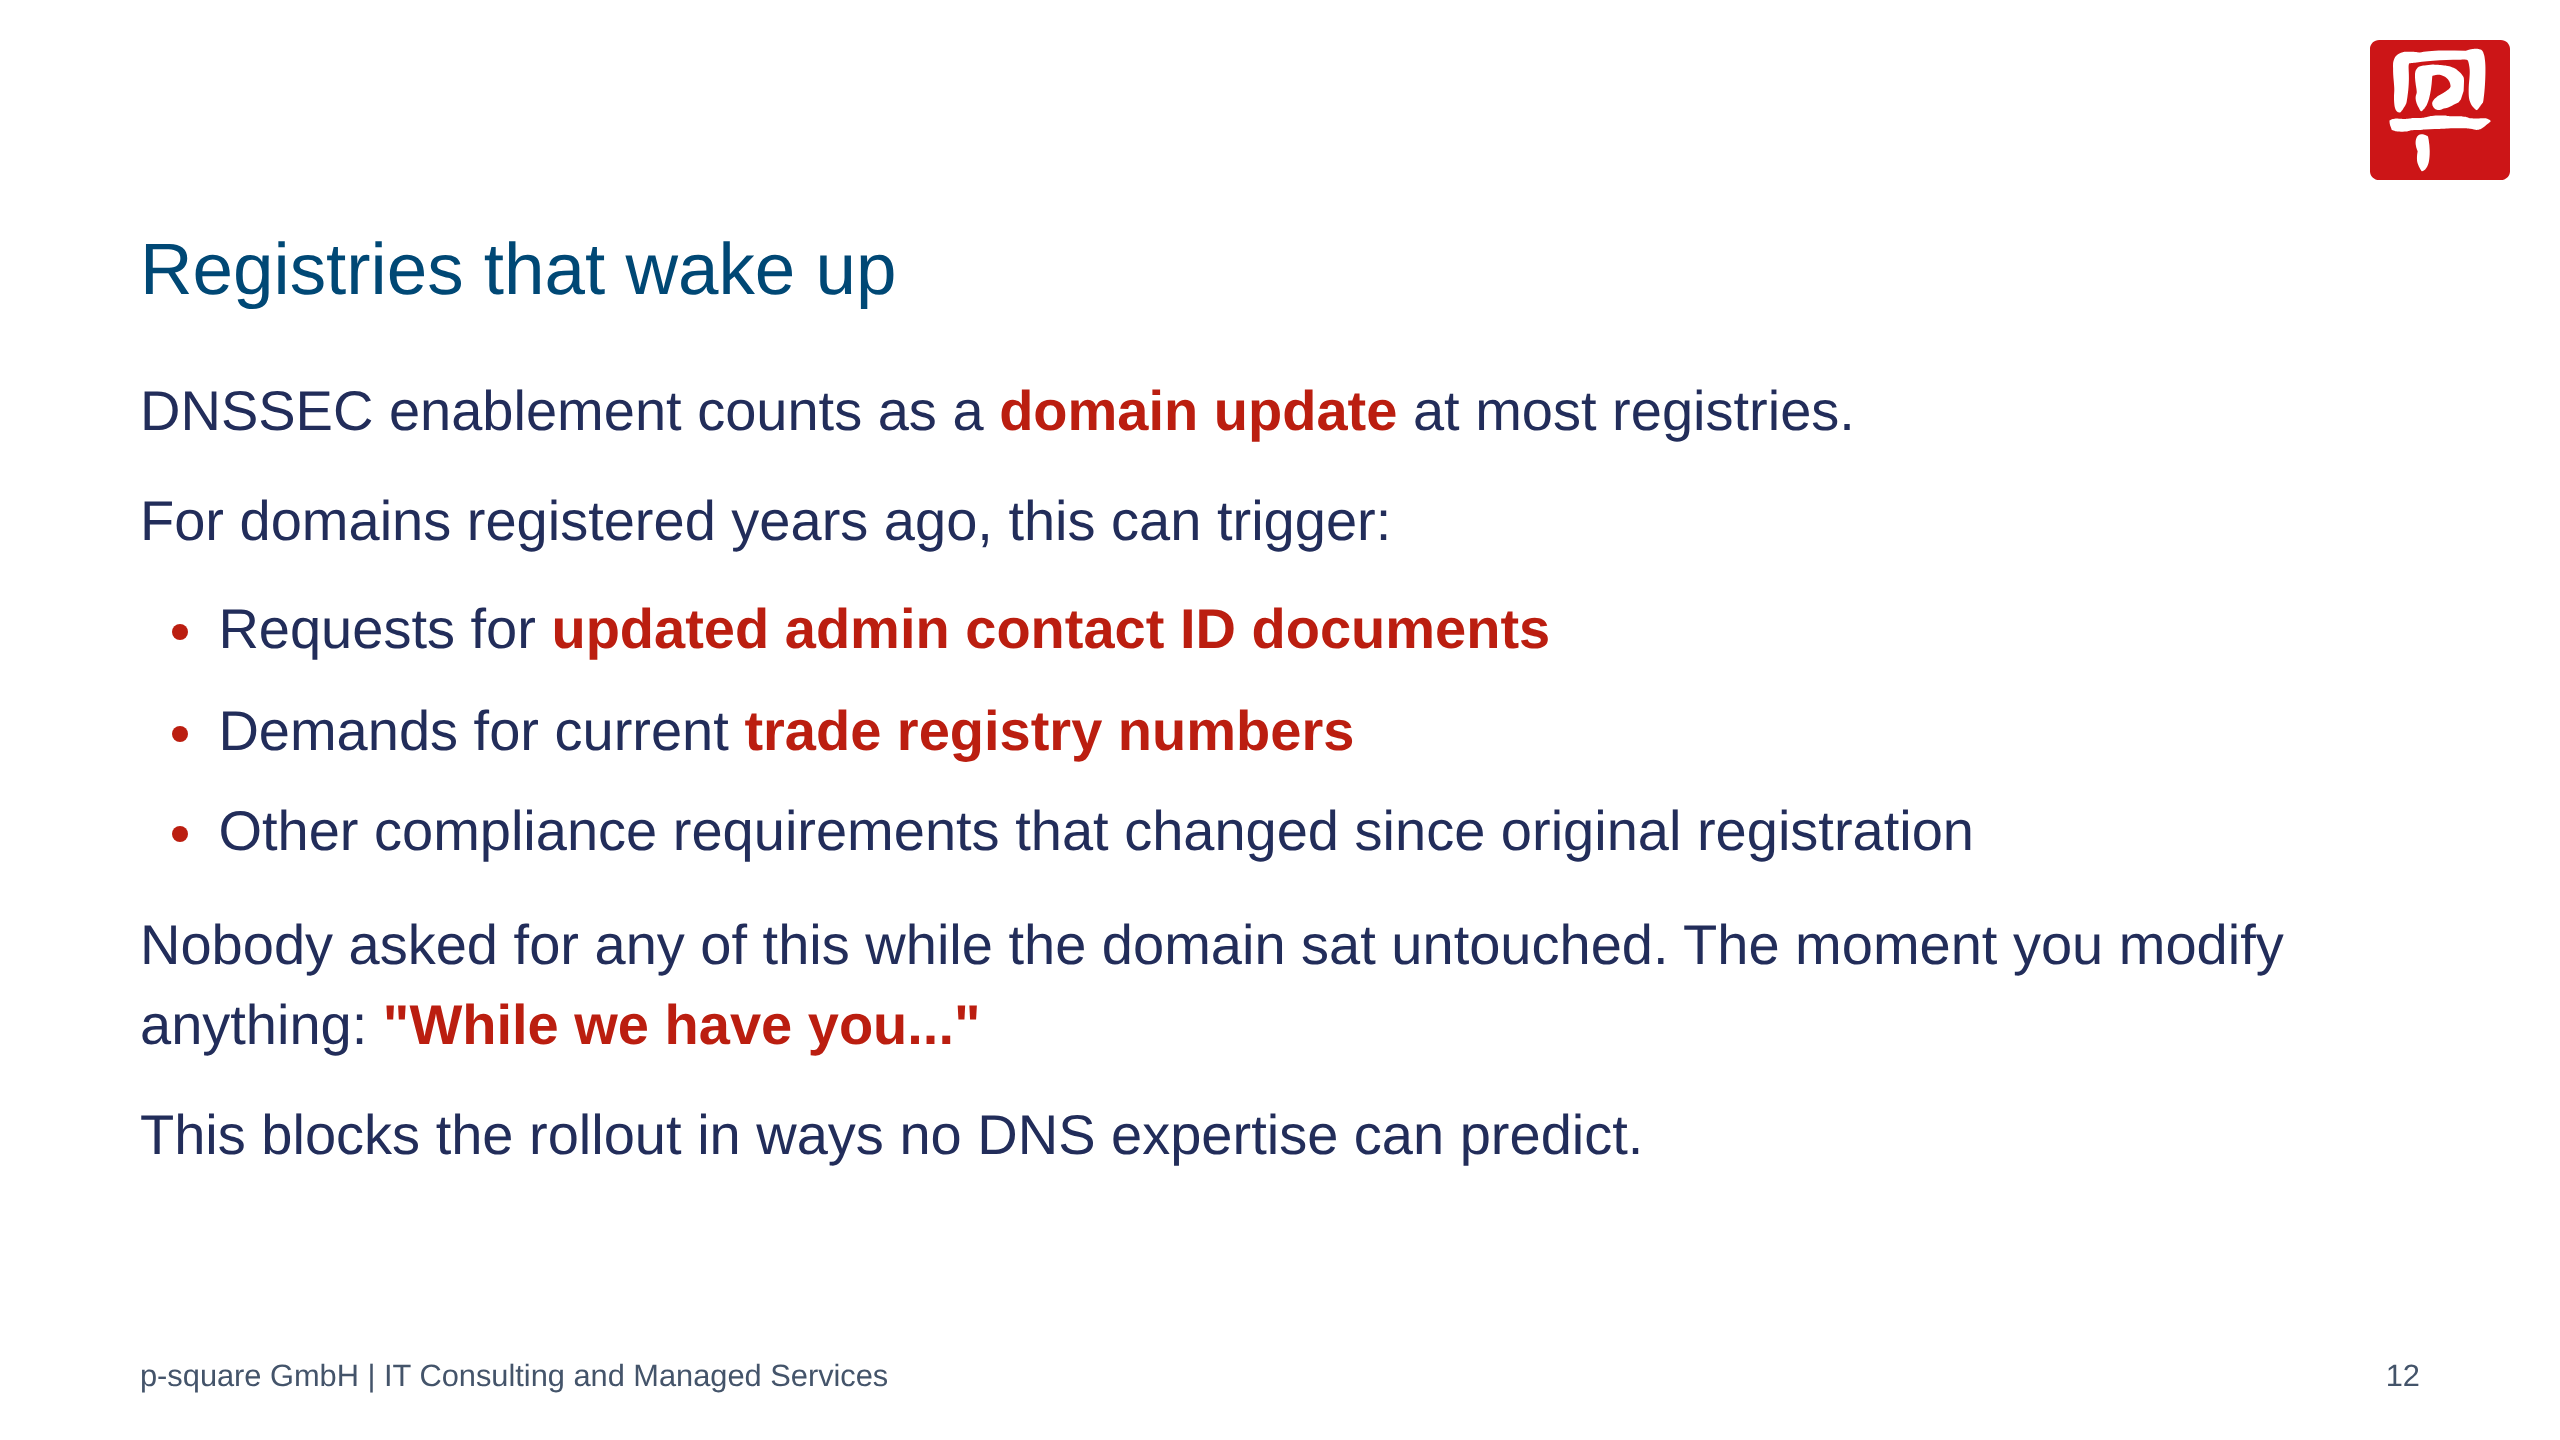 Registries that wake up
DNSSEC enablement counts as a domain update at most registries.
For domains registered years ago, this can trigger:
• Requests for updated admin contact ID documents
• Demands for current trade registry numbers
• Other compliance requirements that changed since original registration
Nobody asked for any of this while the domain sat untouched. The moment you modify
anything: "While we have you..."
This blocks the rollout in ways no DNS expertise can predict.
p-square GmbH | IT Consulting and Managed Services
12